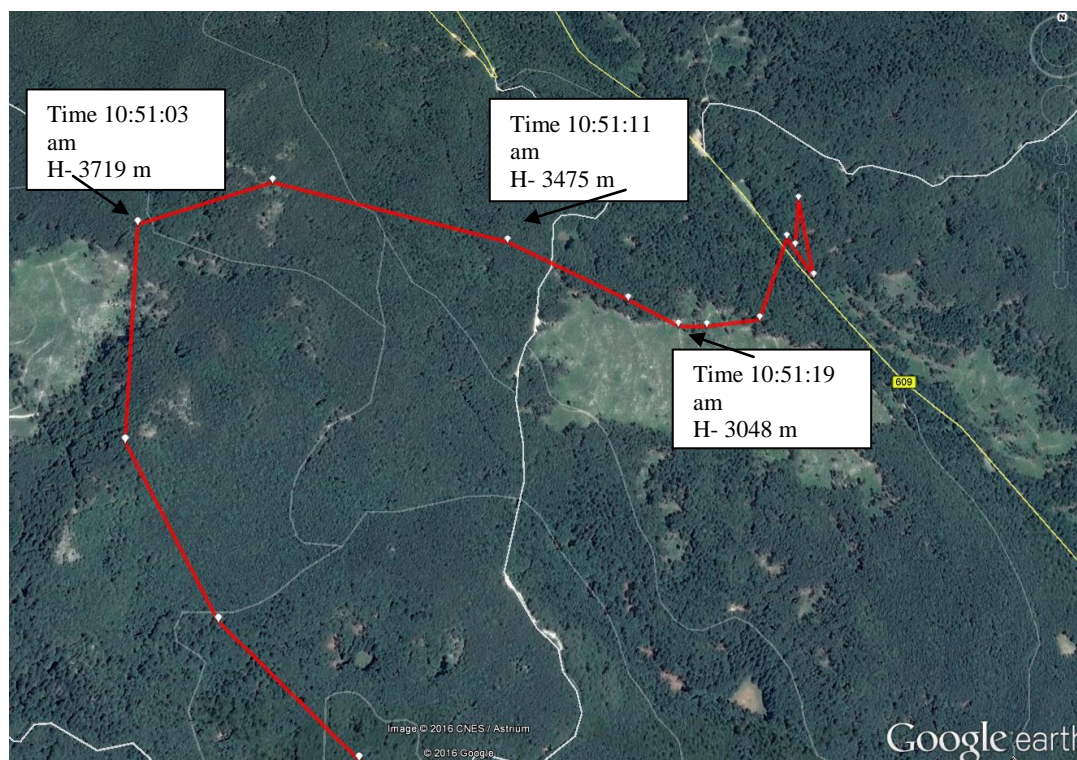 N
Time 10:51:03
am
H- 3719 m
Time 10:51:11
am
H- 3475 m
Time 10:51:19
am
H- 3048 m
609
Image © 2016 CNES / Astrium
© 2016 Google
Google earth